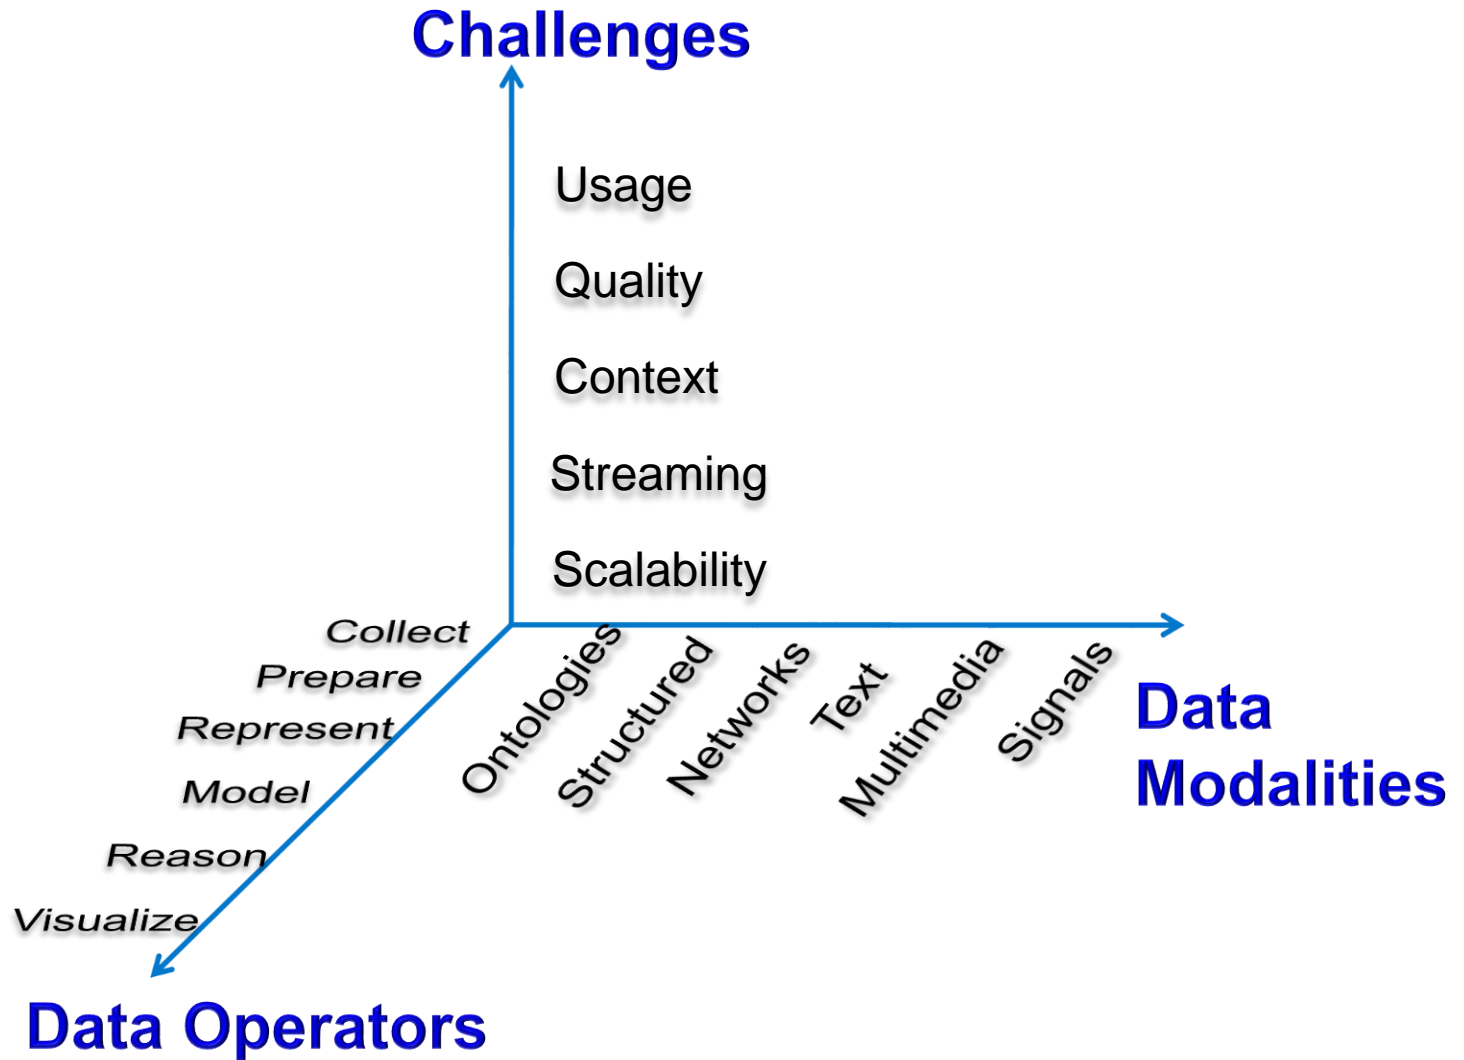 Challenges
Usage
Quality
Context
Streaming
Scalability
Collect
Prepare
Represent
Model
Reason
Visualize
Ontologies
Structured
Networks
Text
Multimedia
Signals
Data
Modalities
Data Operators